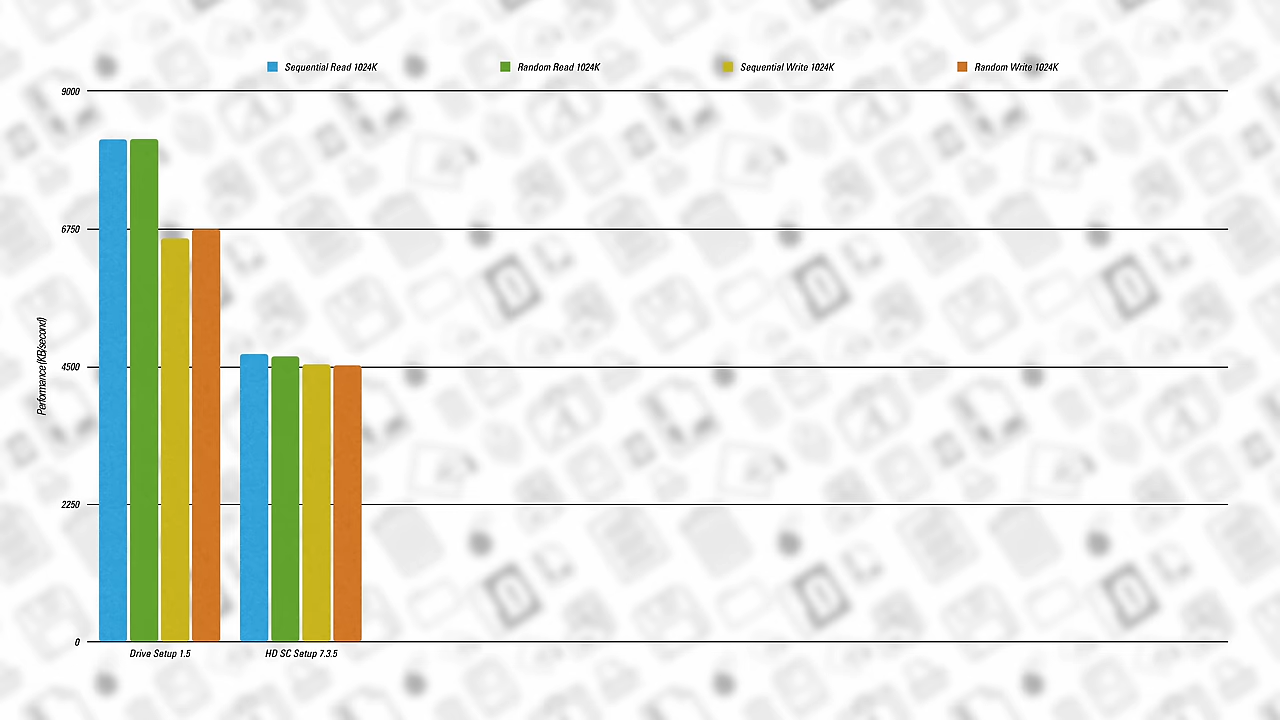 Sequential Read 1024K
Random Read 1024K
Sequential Write 1024K
Random Write 1024K
9000
6750
4500
2250
0
Performance (KB/second)
Drive Setup 1.5
HD SC Setup 7.3.5